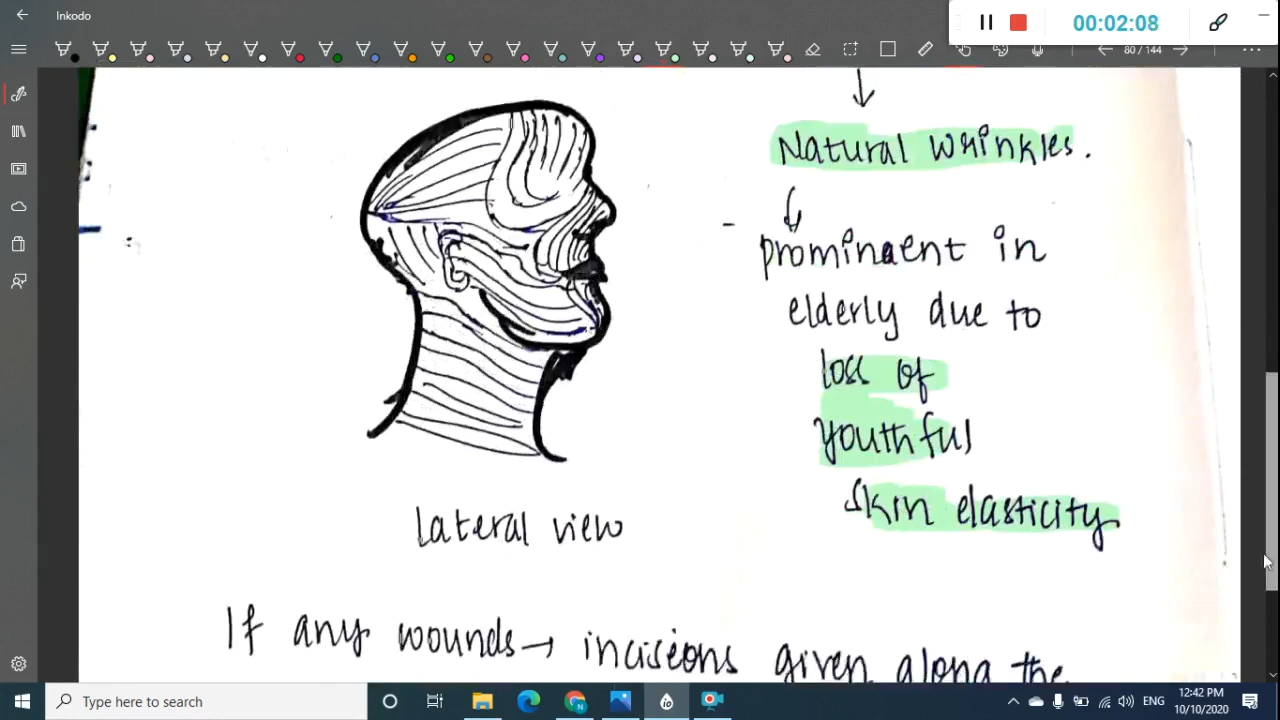 Inkodo
00:02:08
80 / 144
Natural wrinkles.
- prominent in
elderly due to
loss of
youthful
skin elasticity
lateral view
If any wounds → incisions given along the
Type here to search
ENG
12:42 PM
10/10/2020